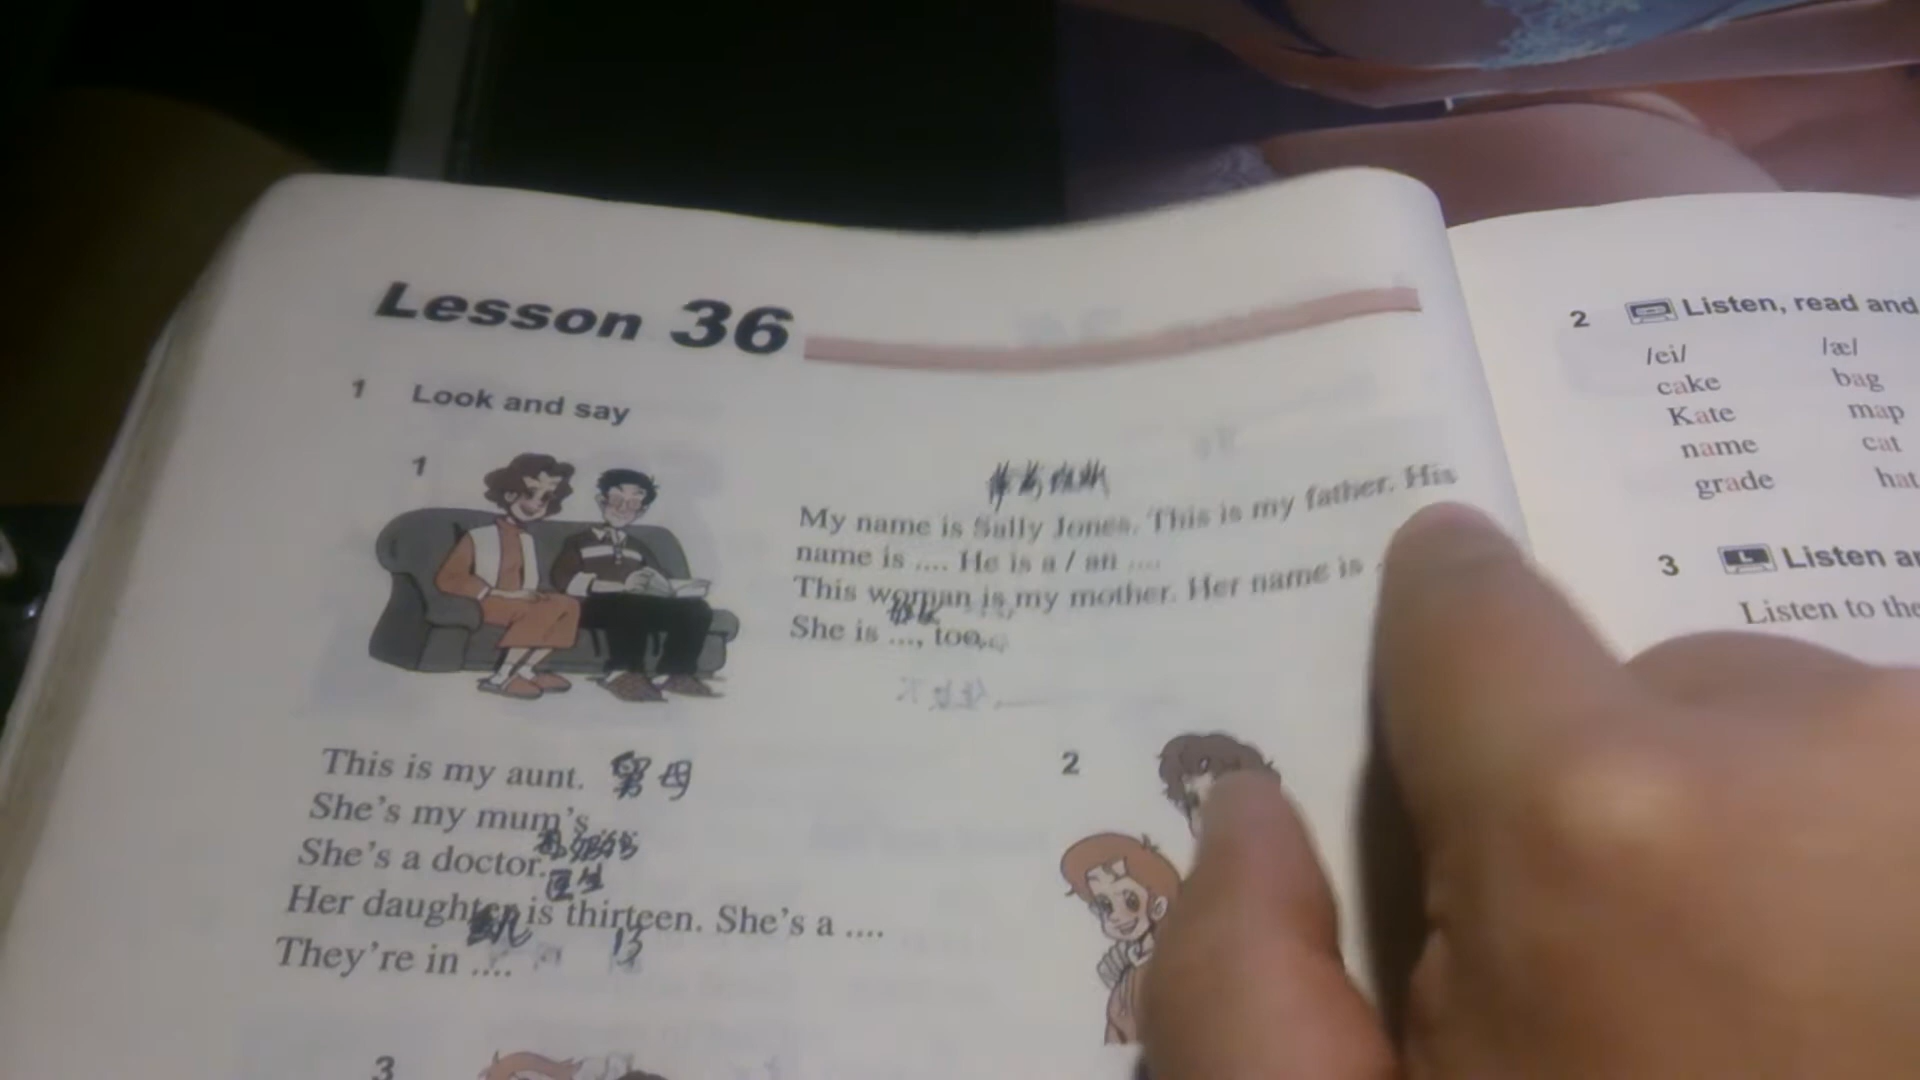 Lesson 36
1 Look and say
1
My name is Sally Jones. This is my father. His
name is .... He is a / an ....
This woman is my mother. Her name is
She is ..., too.
This is my aunt. 舅母
She's my mum's
She's a doctor.
医生
Her daughter is thirteen. She's a ....
13
They're in ....
2
3
2 Listen, read and
/ei/ /æ/
cake bag
Kate map
name cat
grade hat
3 Listen
Listen to the